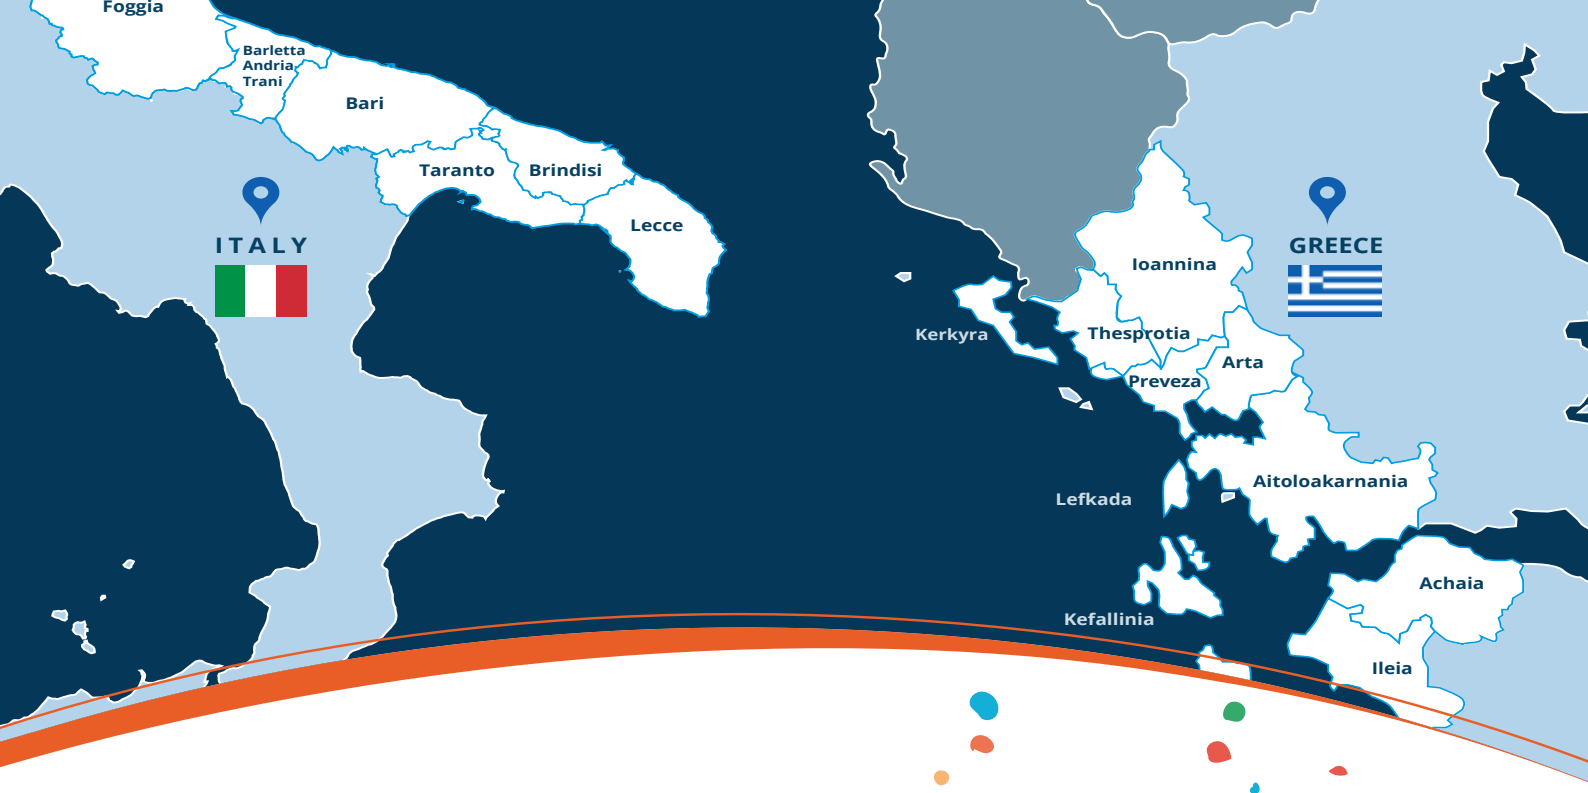 Foggia
Barletta
Andria
Trani
Bari
Taranto
Brindisi
Lecce
ITALY
GREECE
Ioannina
Kerkyra
Thesprotia
Arta
Preveza
Aitoloakarnania
Lefkada
Achaia
Kefallinia
Ileia